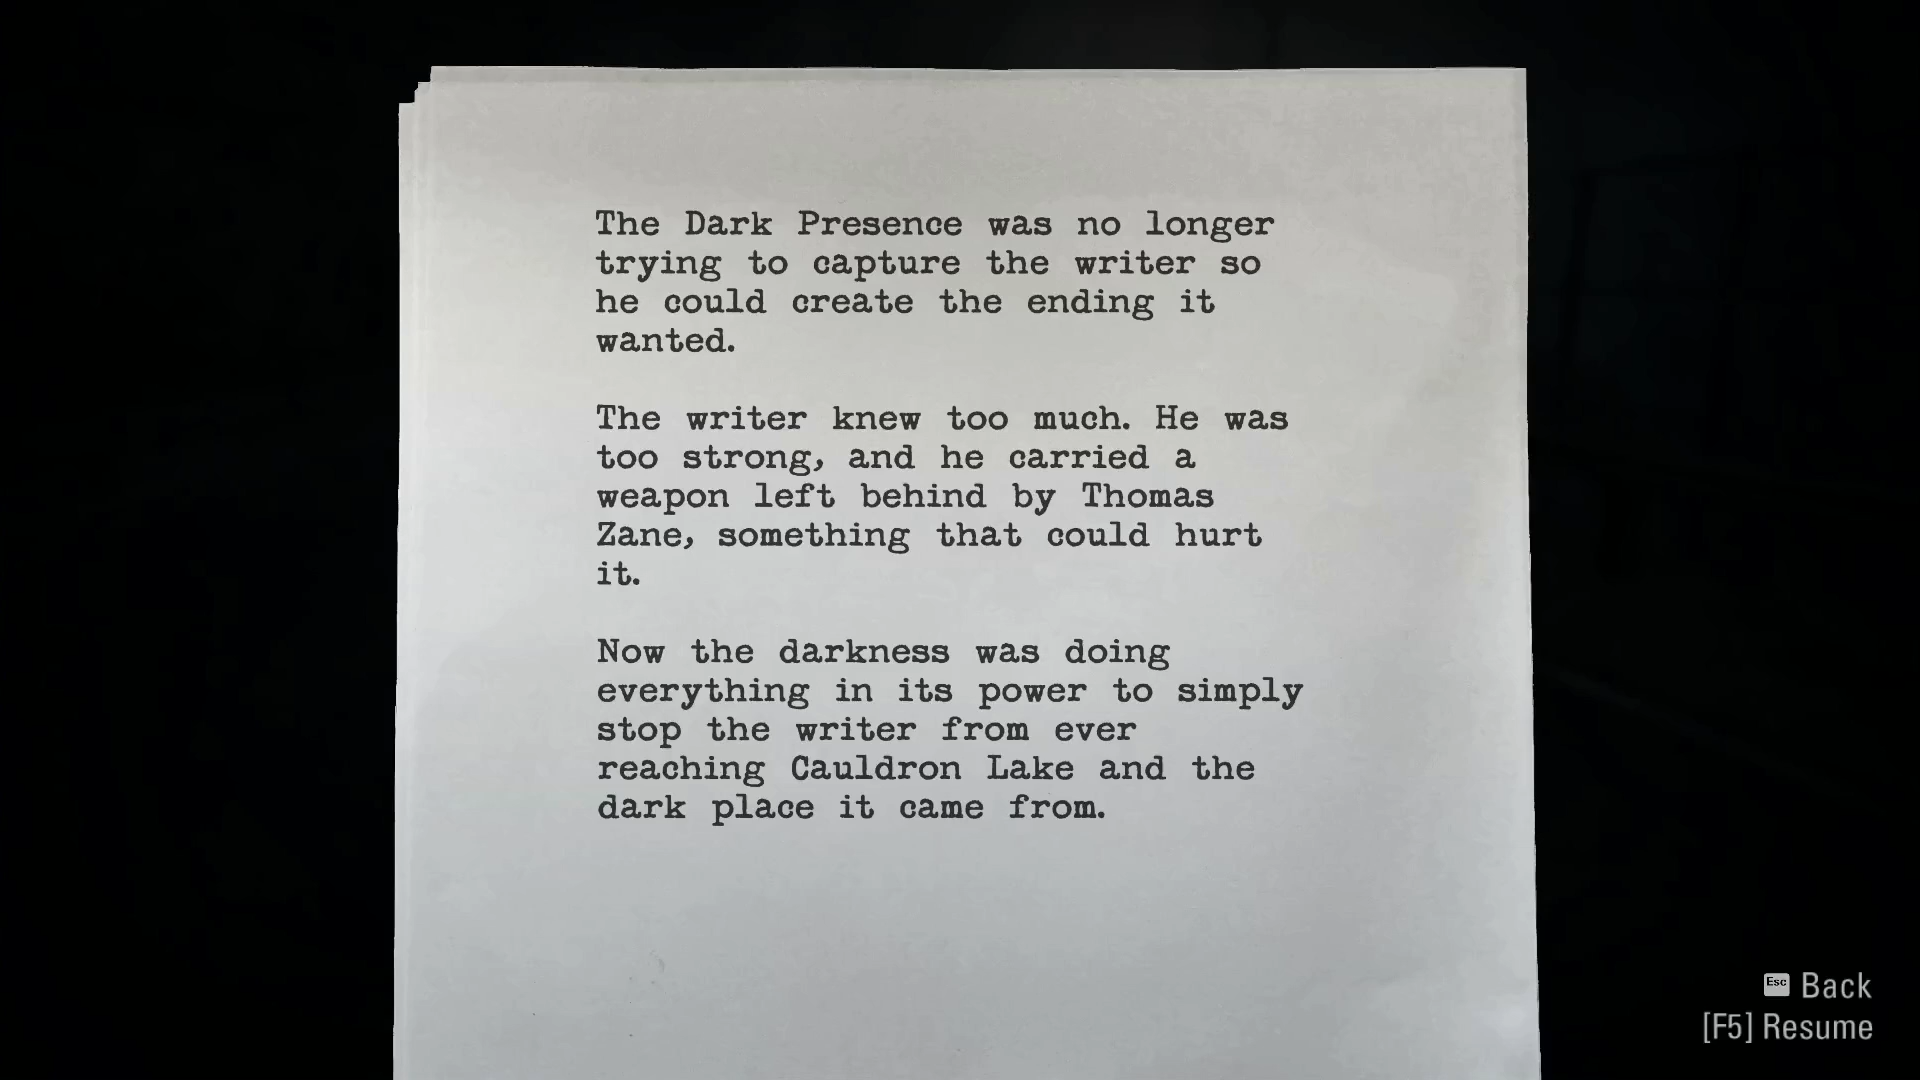 The Dark Presence was no longer
trying to capture the writer so
he could create the ending it
wanted.
The writer knew too much. He was
too strong, and he carried a
weapon left behind by Thomas
Zane, something that could hurt
it.
Now the darkness was doing
everything in its power to simply
stop the writer from ever
reaching Cauldron Lake and the
dark place it came from.
Esc Back
[F5] Resume